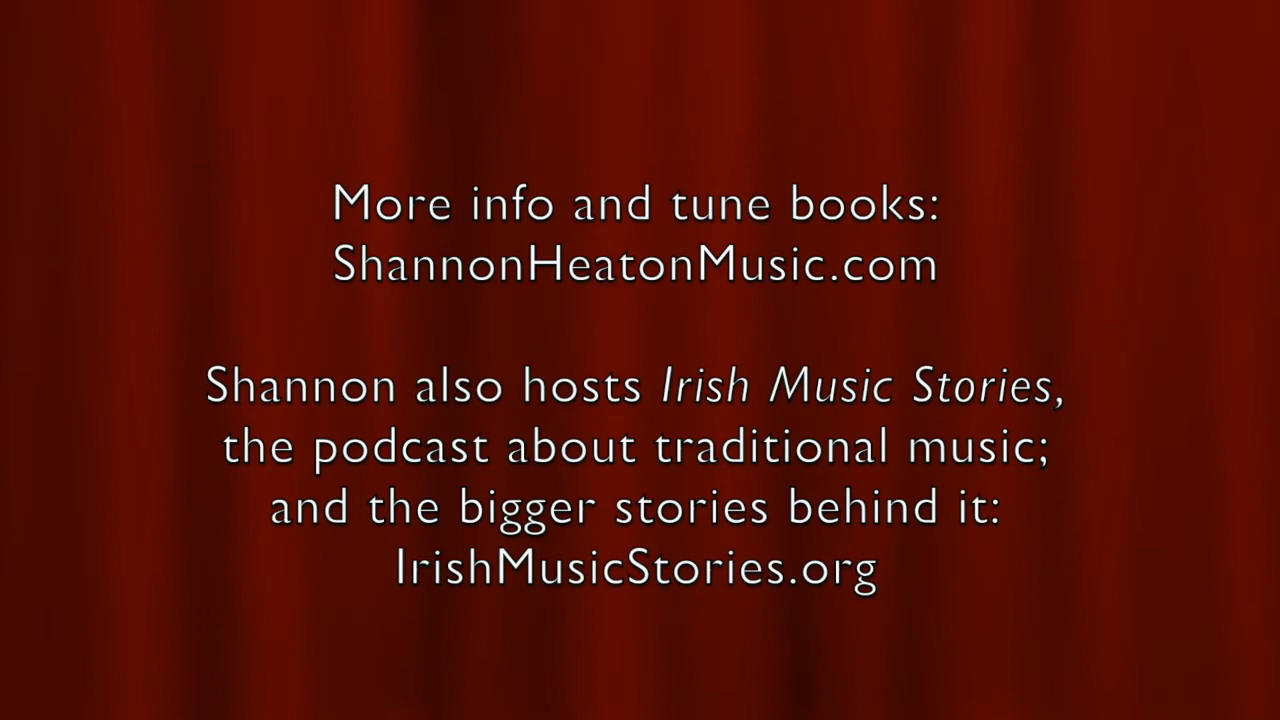 More info and tune books:
ShannonHeatonMusic.com
Shannon also hosts Irish Music Stories,
the podcast about traditional music;
and the bigger stories behind it:
IrishMusicStories.org